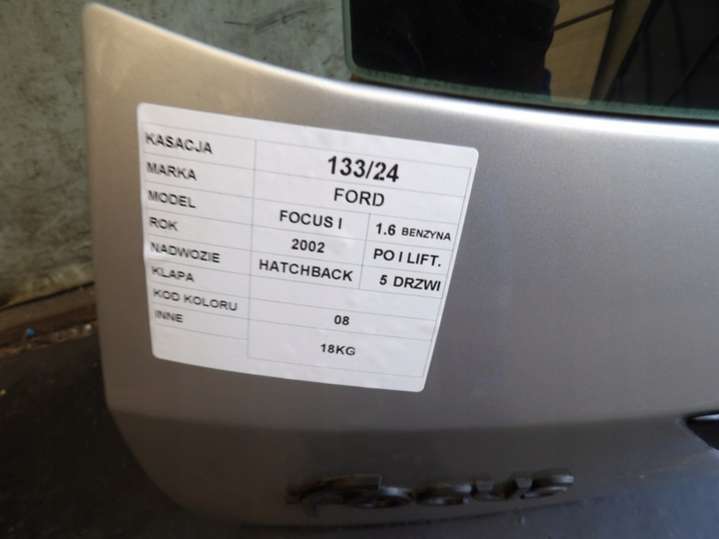 KASACJA 133/24
MARKA FORD
MODEL FOCUS I 1.6 BENZYNA
ROK 2002 PO I LIFT.
NADWOZIE HATCHBACK 5 DRZWI
KLAPA
KOD KOLORU 08
INNE 18KG
Focus